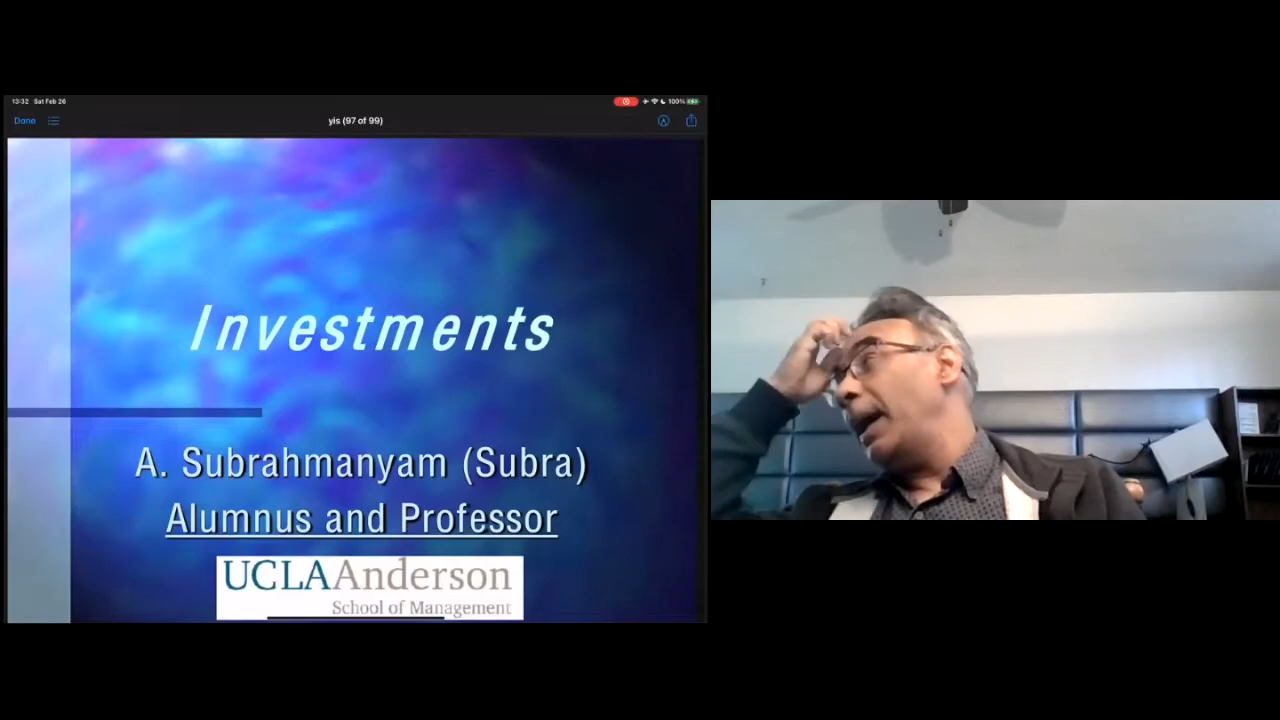 13:32 Sat Feb 26
100%
Done
yis (97 of 99)
Investments
A. Subrahmanyam (Subra)
Alumnus and Professor
UCLAAnderson
School of Management